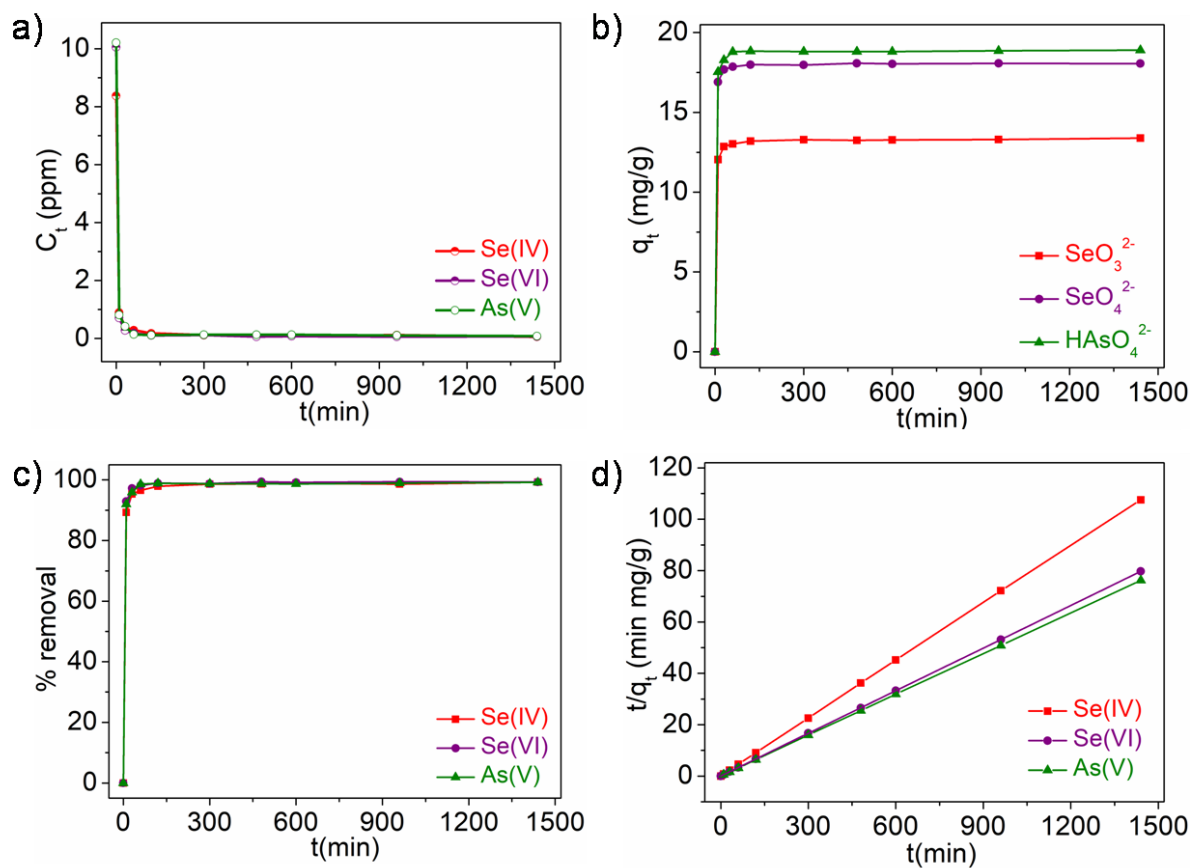 a)
10
8
6
4
2
0
C_t (ppm)
Se(IV)
Se(VI)
As(V)
0 300 600 900 1200 1500
t(min)
b)
20
15
10
5
0
q_t (mg/g)
SeO₃²⁻
SeO₄²⁻
HAsO₄²⁻
0 300 600 900 1200 1500
t(min)
c)
100
80
60
40
20
0
% removal
Se(IV)
Se(VI)
As(V)
0 300 600 900 1200 1500
t(min)
d)
120
100
80
60
40
20
0
t/q_t (min mg/g)
Se(IV)
Se(VI)
As(V)
0 300 600 900 1200 1500
t(min)